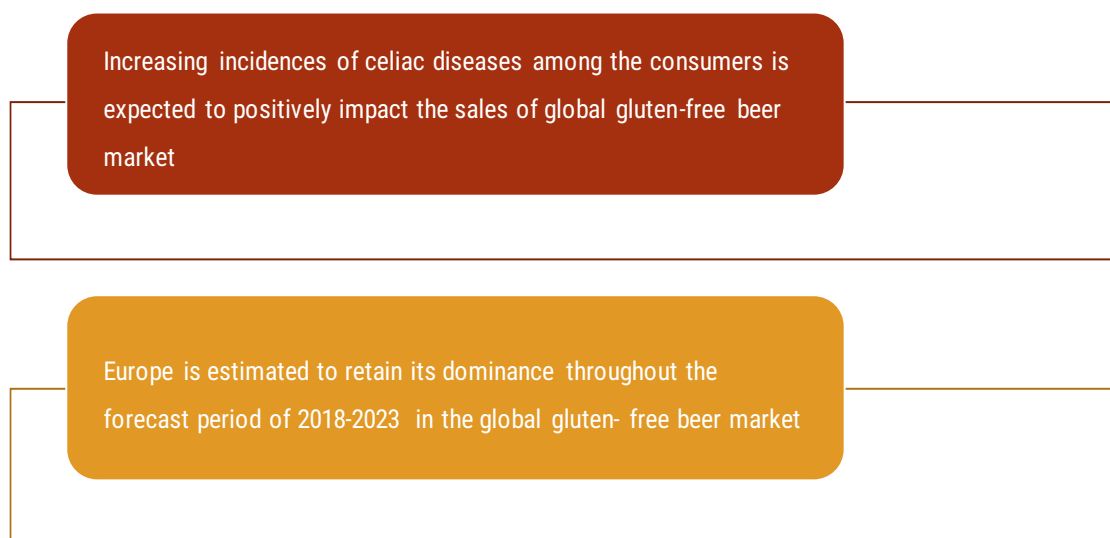 Increasing incidences of celiac diseases among the consumers is
expected to positively impact the sales of global gluten-free beer
market
Europe is estimated to retain its dominance throughout the
forecast period of 2018-2023 in the global gluten- free beer market